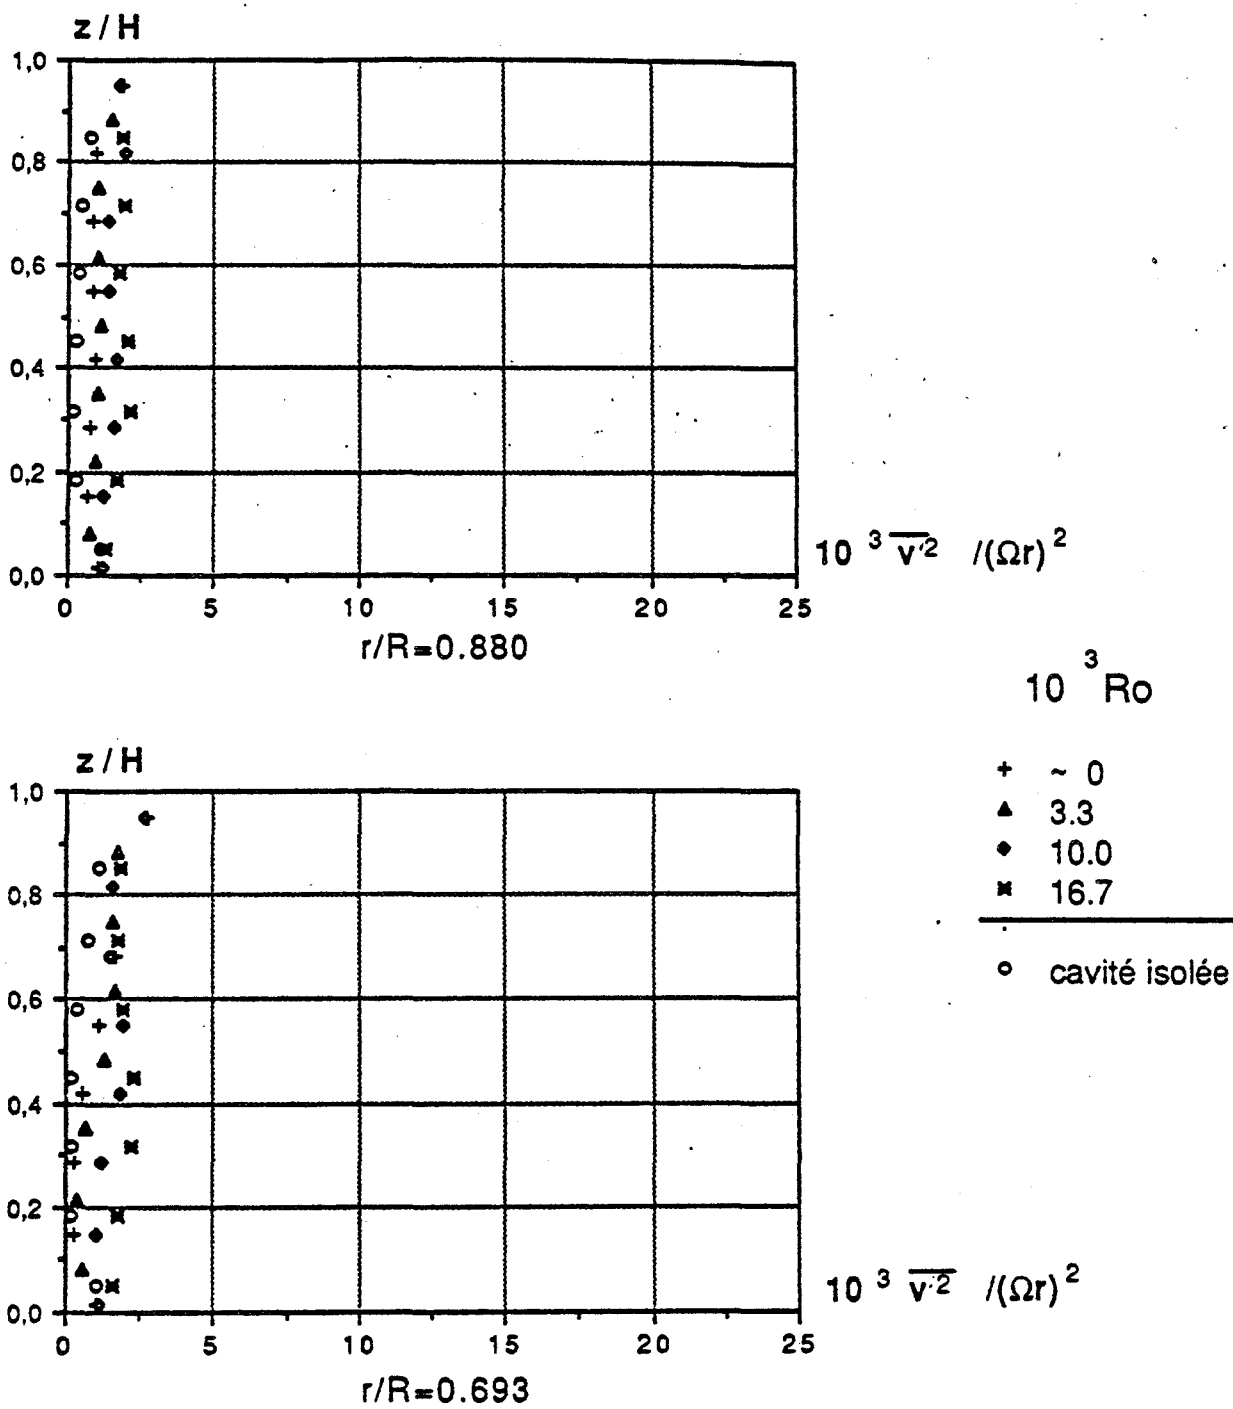 z / H
1,0
0,8
0,6
0,4
0,2
0,0
0 5 10 15 20 25
10 ³ v'² /(Ωr) ²
r/R=0.880
10 ³ Ro
+ ~ 0
▲ 3.3
◆ 10.0
✖ 16.7
o cavité isolée
z / H
1,0
0,8
0,6
0,4
0,2
0,0
0 5 10 15 20 25
10 ³ v'² /(Ωr) ²
r/R=0.693